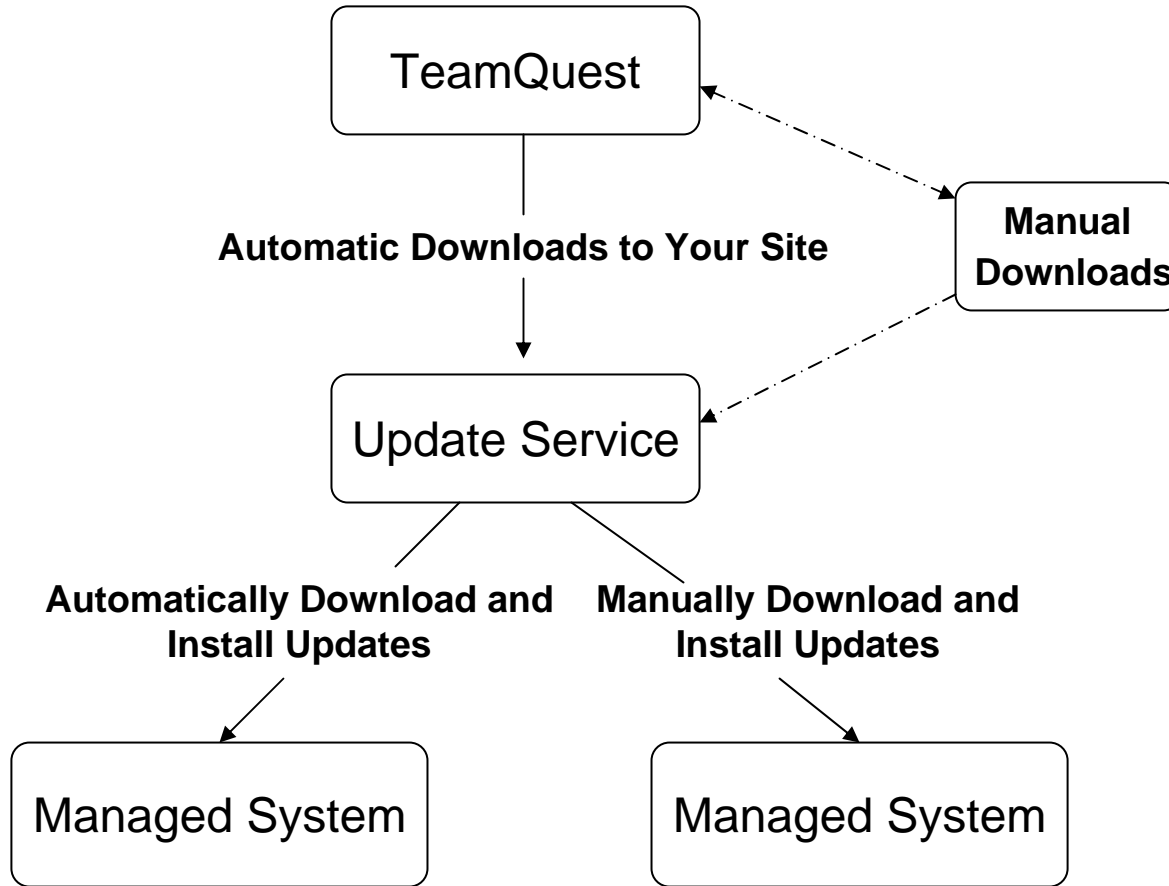 TeamQuest
Manual
Downloads
Automatic Downloads to Your Site
Update Service
Automatically Download and
Install Updates
Manually Download and
Install Updates
Managed System
Managed System